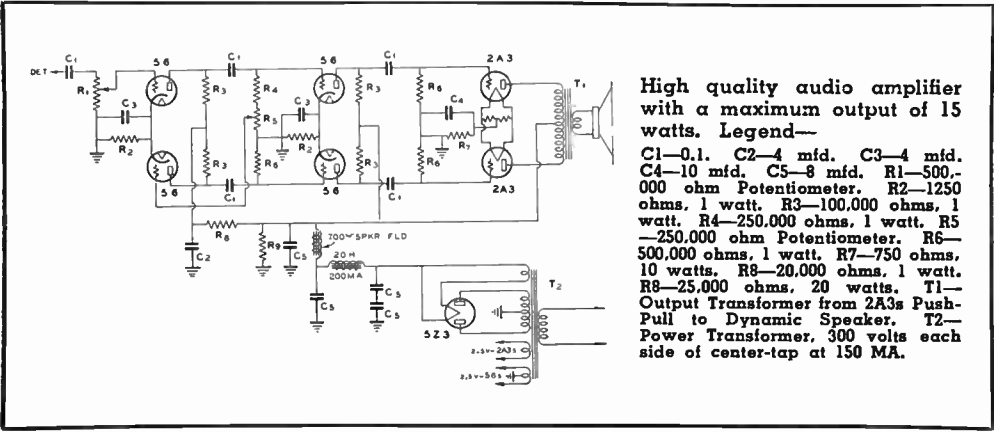 C1
DET
R1
56
C1
56
C1
2A3
C3
R2
R3
R4
R5
C3
R2
R3
R6
C4
R7
T1
R3
R6
R3
R6
56
C1
56
C1
2A3
R8
C2
R9
C5
700~SPKR FLD
20 H
200 MA
C5
C5
C5
5Z3
T2
2.5V-2A3s
2.5V-56s
High quality audio amplifier
with a maximum output of 15
watts. Legend—
C1—0.1. C2—4 mfd. C3—4 mfd.
C4—10 mfd. C5—8 mfd. R1—500,-
000 ohm Potentiometer. R2—1250
ohms, 1 watt. R3—100,000 ohms, 1
watt. R4—250,000 ohms, 1 watt. R5
—250,000 ohm Potentiometer. R6—
500,000 ohms, 1 watt. R7—750 ohms,
10 watts. R8—20,000 ohms, 1 watt.
R8—25,000 ohms, 20 watts. T1—
Output Transformer from 2A3s Push-
Pull to Dynamic Speaker. T2—
Power Transformer, 300 volts each
side of center-tap at 150 MA.